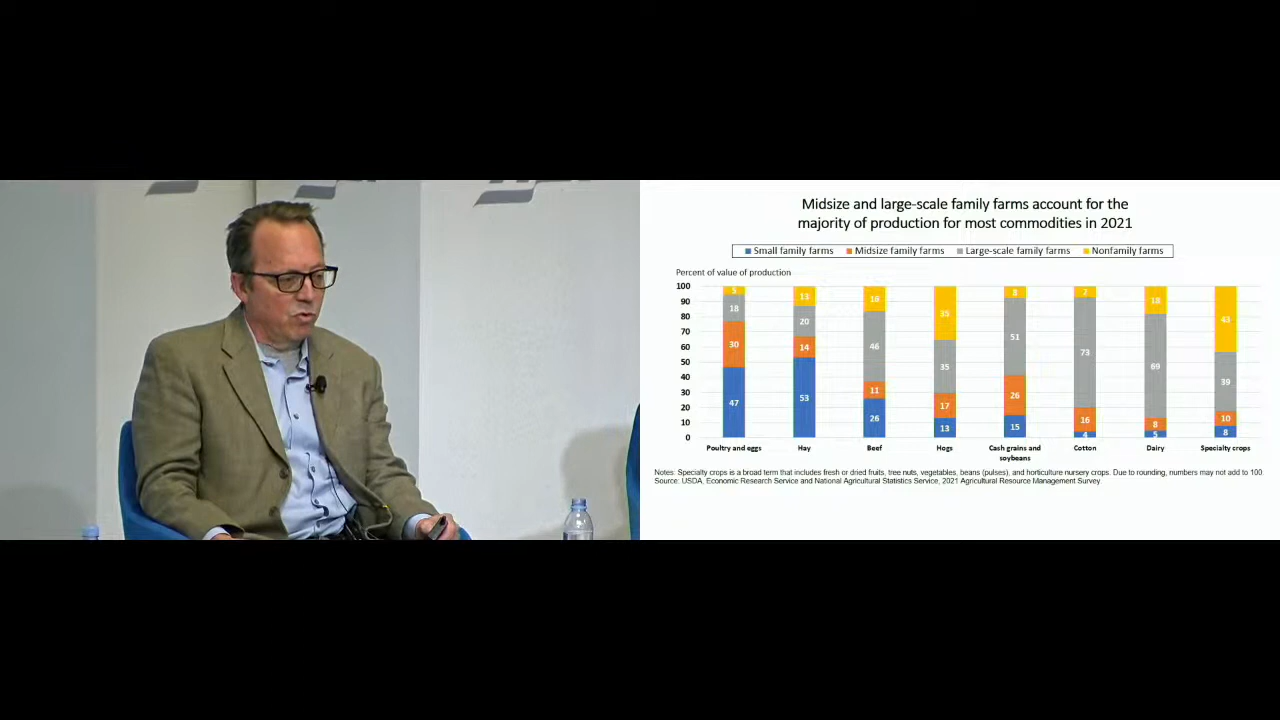 Midsize and large-scale family farms account for the
majority of production for most commodities in 2021
Small family farms Midsize family farms Large-scale family farms Nonfamily farms
Percent of value of production
100
90
80
70
60
50
40
30
20
10
0
5 18 30 47
13 20 14 53
16 46 11 26
35 35 17 13
8 51 26 15
7 73 16 4
18 69 8 5
43 39 10 8
Poultry and eggs Hay Beef Hogs Cash grains and Cotton Dairy Specialty crops
soybeans
Notes: Specialty crops is a broad term that includes fresh or dried fruits, tree nuts, vegetables, beans (pulses), and horticulture nursery crops. Due to rounding, numbers may not add to 100.
Source: USDA, Economic Research Service and National Agricultural Statistics Service, 2021 Agricultural Resource Management Survey.